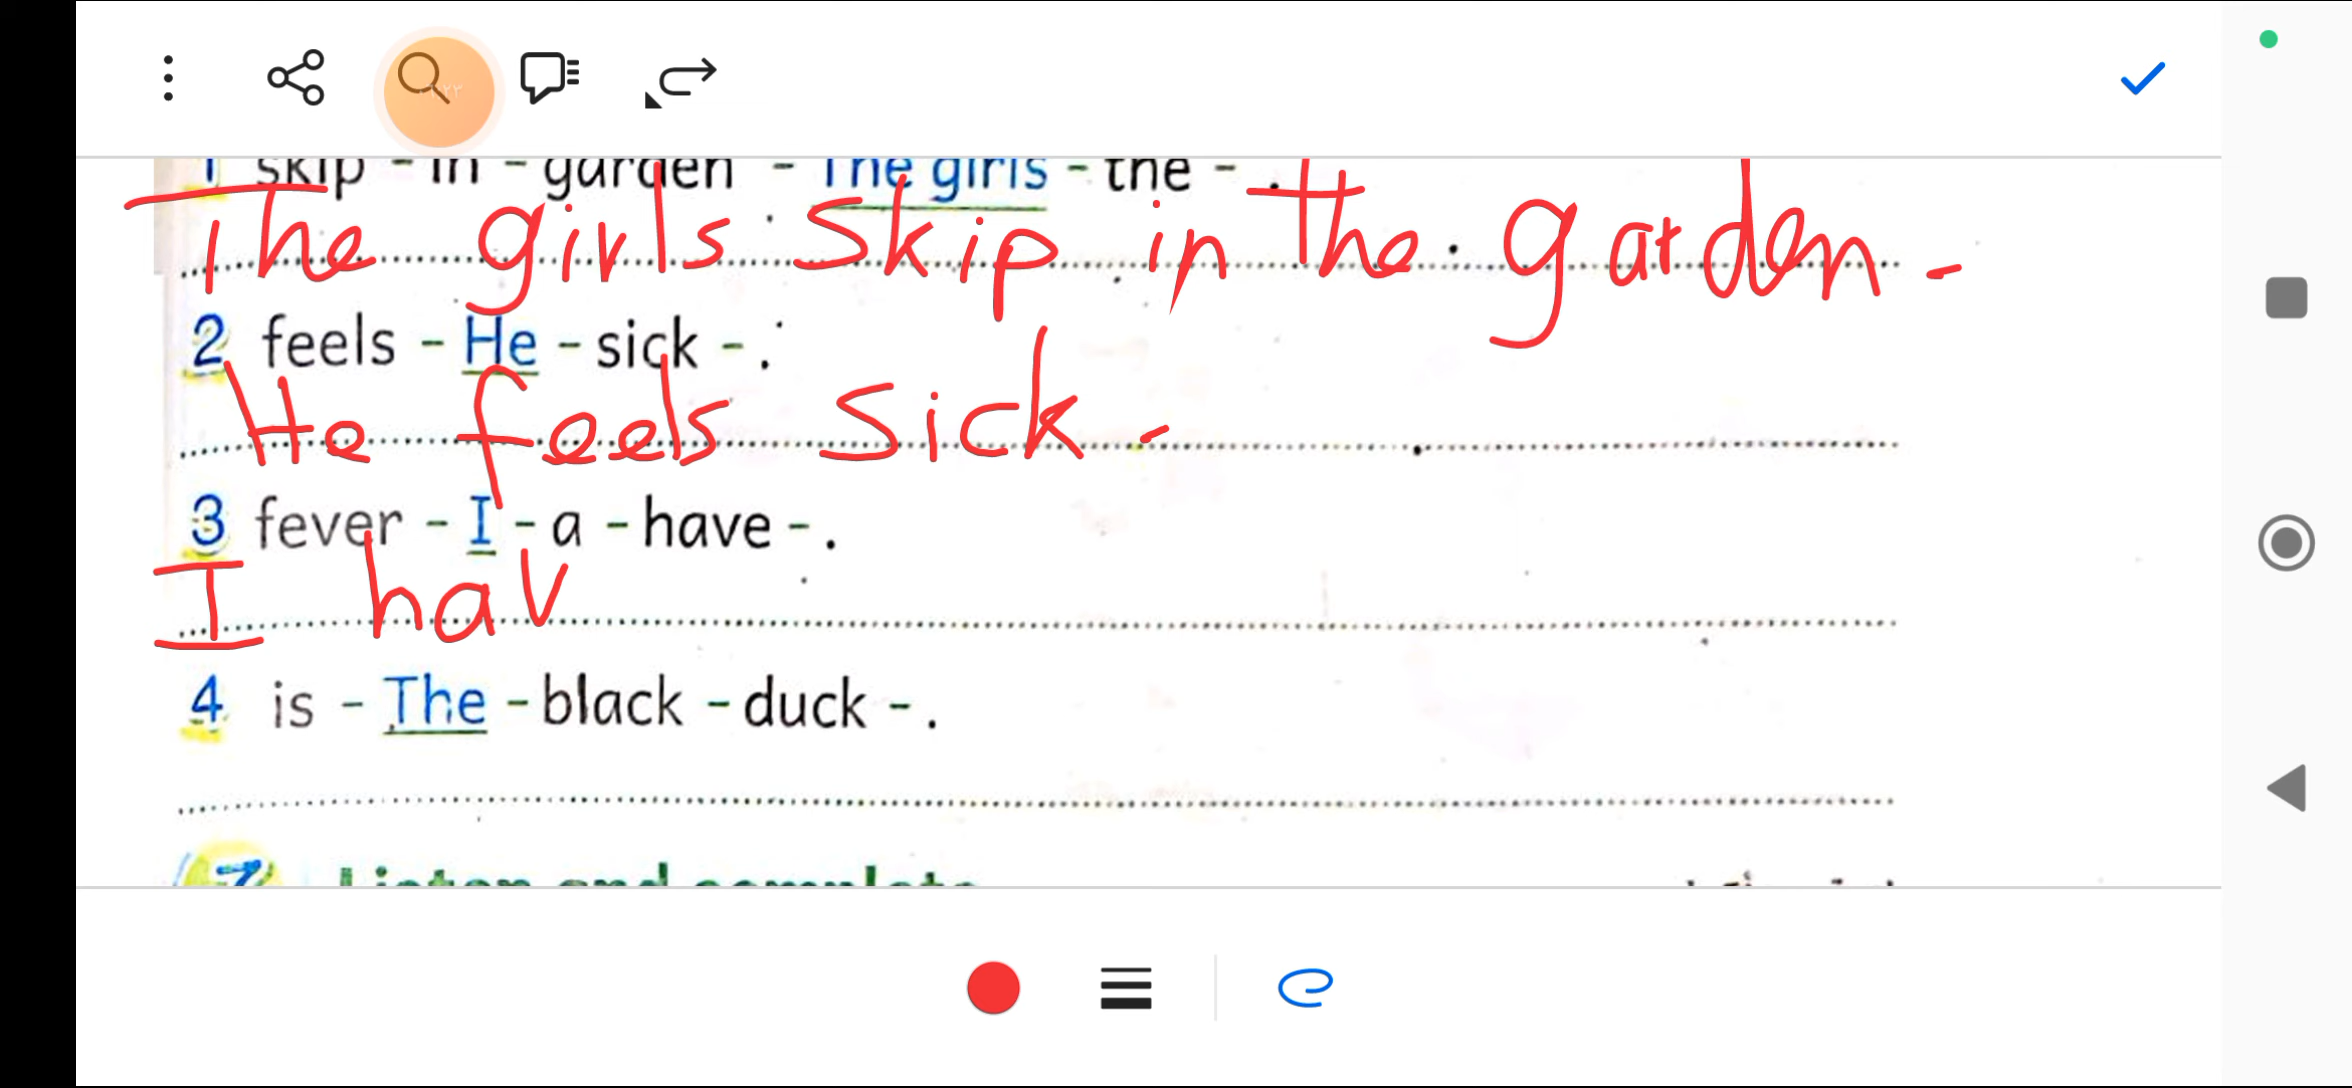 1 skip - in - garden - The girls - the - .
The girls skip in the garden -
2 feels - He - sick - .
He feels sick -
3 fever - I - a - have - .
I hav
4 is - The - black - duck - .
7 Listen and complete